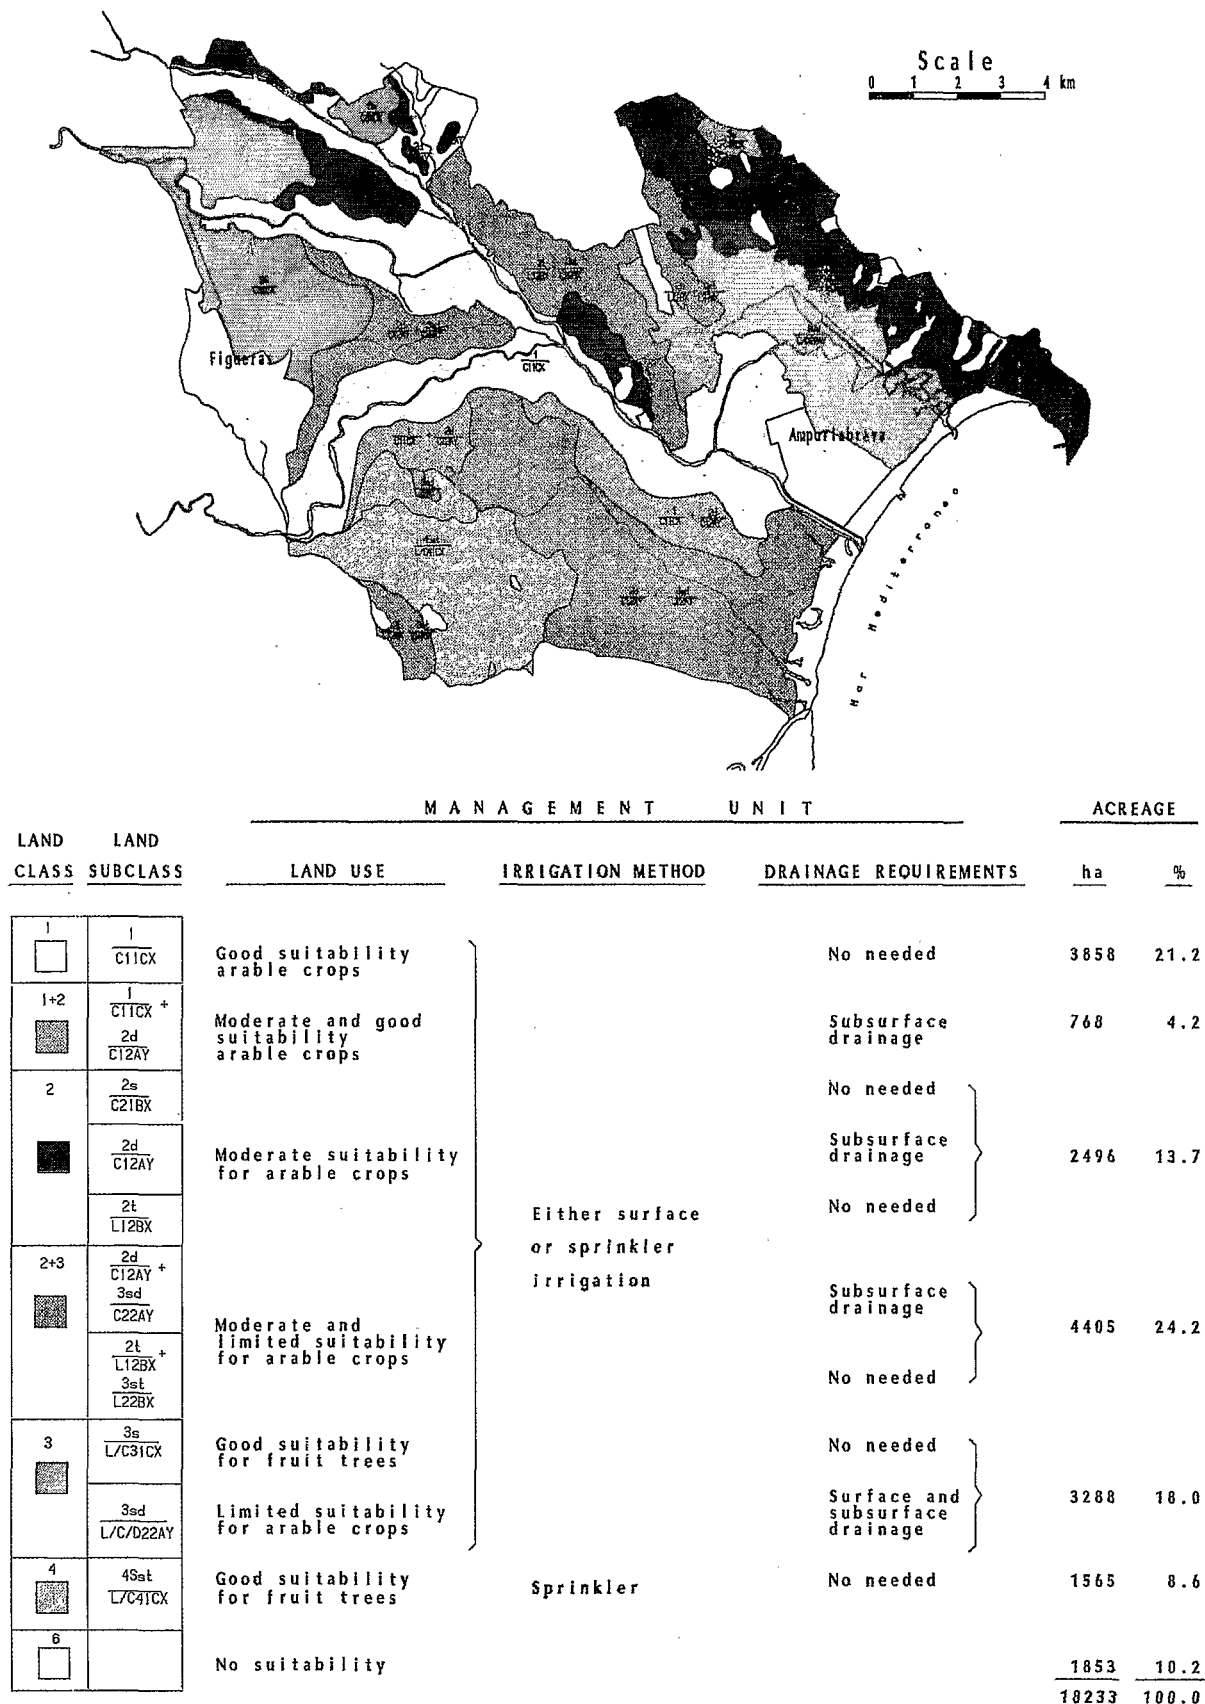 Scale
0 1 2 3 4 km
Figueras
1
C11CX
Ampuriabrava
Mar Mediterraneo
MANAGEMENT UNIT
ACREAGE
LAND CLASS
LAND SUBCLASS
LAND USE
IRRIGATION METHOD
DRAINAGE REQUIREMENTS
ha
%
1
1
C11CX
Good suitability
arable crops
No needed
3858 21.2
1+2
1
C11CX +
2d
C12AY
Moderate and good
suitability
arable crops
Subsurface
drainage
768 4.2
2
2s
C21BX
No needed
2d
C12AY
Moderate suitability
for arable crops
Subsurface
drainage
2496 13.7
2t
L12BX
No needed
Either surface
or sprinkler
irrigation
2+3
2d
C12AY +
3sd
C22AY
Subsurface
drainage
Moderate and
limited suitability
for arable crops
4405 24.2
2t
L12BX +
3st
L22BX
No needed
3
3s
L/C31CX
Good suitability
for fruit trees
No needed
3sd
L/C/D22AY
Limited suitability
for arable crops
Surface and
subsurface
drainage
3288 18.0
4
4Sst
L/C41CX
Good suitability
for fruit trees
Sprinkler
No needed
1565 8.6
6
No suitability
1853 10.2
18233 100.0